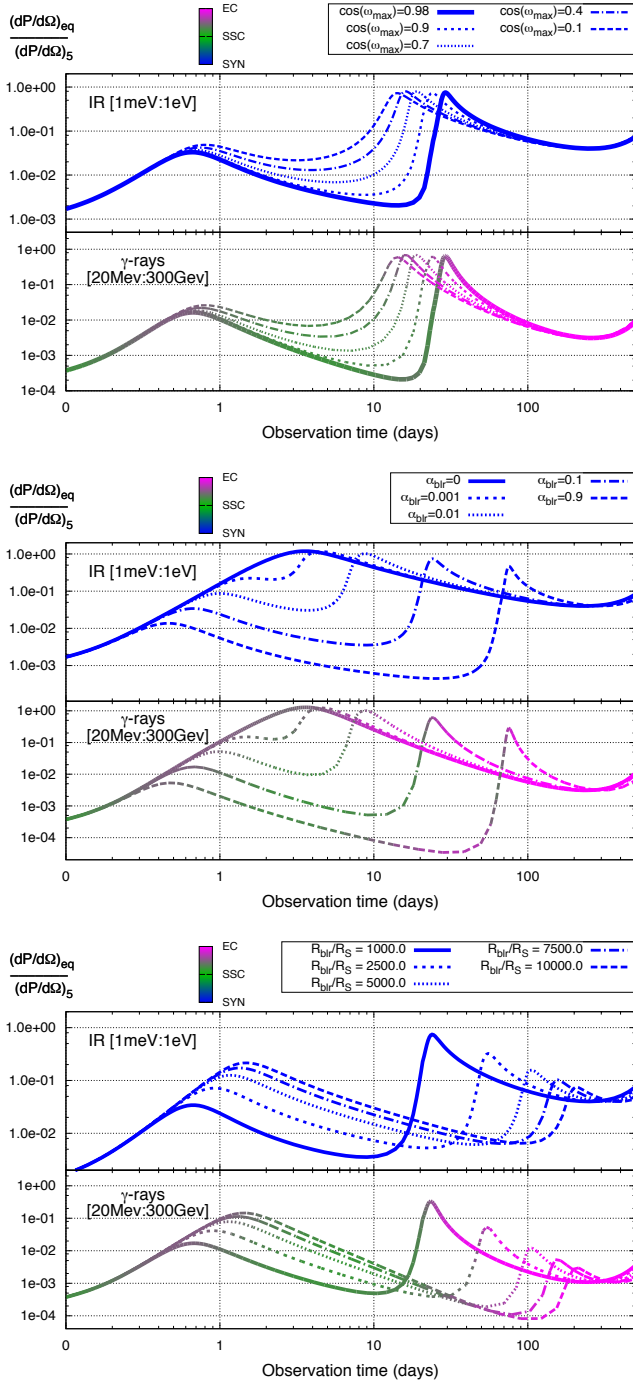 EC
SSC
SYN
(dP/dΩ)eq
(dP/dΩ)5
cos(ωmax)=0.98
cos(ωmax)=0.9
cos(ωmax)=0.7
cos(ωmax)=0.4
cos(ωmax)=0.1
IR [1meV:1eV]
1.0e+00
1.0e-01
1.0e-02
1.0e-03
γ-rays
[20Mev:300Gev]
1e+00
1e-01
1e-02
1e-03
1e-04
0
1
10
100
Observation time (days)
EC
SSC
SYN
(dP/dΩ)eq
(dP/dΩ)5
αblr=0
αblr=0.001
αblr=0.01
αblr=0.1
αblr=0.9
IR [1meV:1eV]
1.0e+00
1.0e-01
1.0e-02
1.0e-03
γ-rays
[20Mev:300Gev]
1e+00
1e-01
1e-02
1e-03
1e-04
0
1
10
100
Observation time (days)
EC
SSC
SYN
(dP/dΩ)eq
(dP/dΩ)5
Rblr/RS = 1000.0
Rblr/RS = 2500.0
Rblr/RS = 5000.0
Rblr/RS = 7500.0
Rblr/RS = 10000.0
IR [1meV:1eV]
1.0e+00
1.0e-01
1.0e-02
γ-rays
[20Mev:300Gev]
1e+00
1e-01
1e-02
1e-03
1e-04
0
1
10
100
Observation time (days)